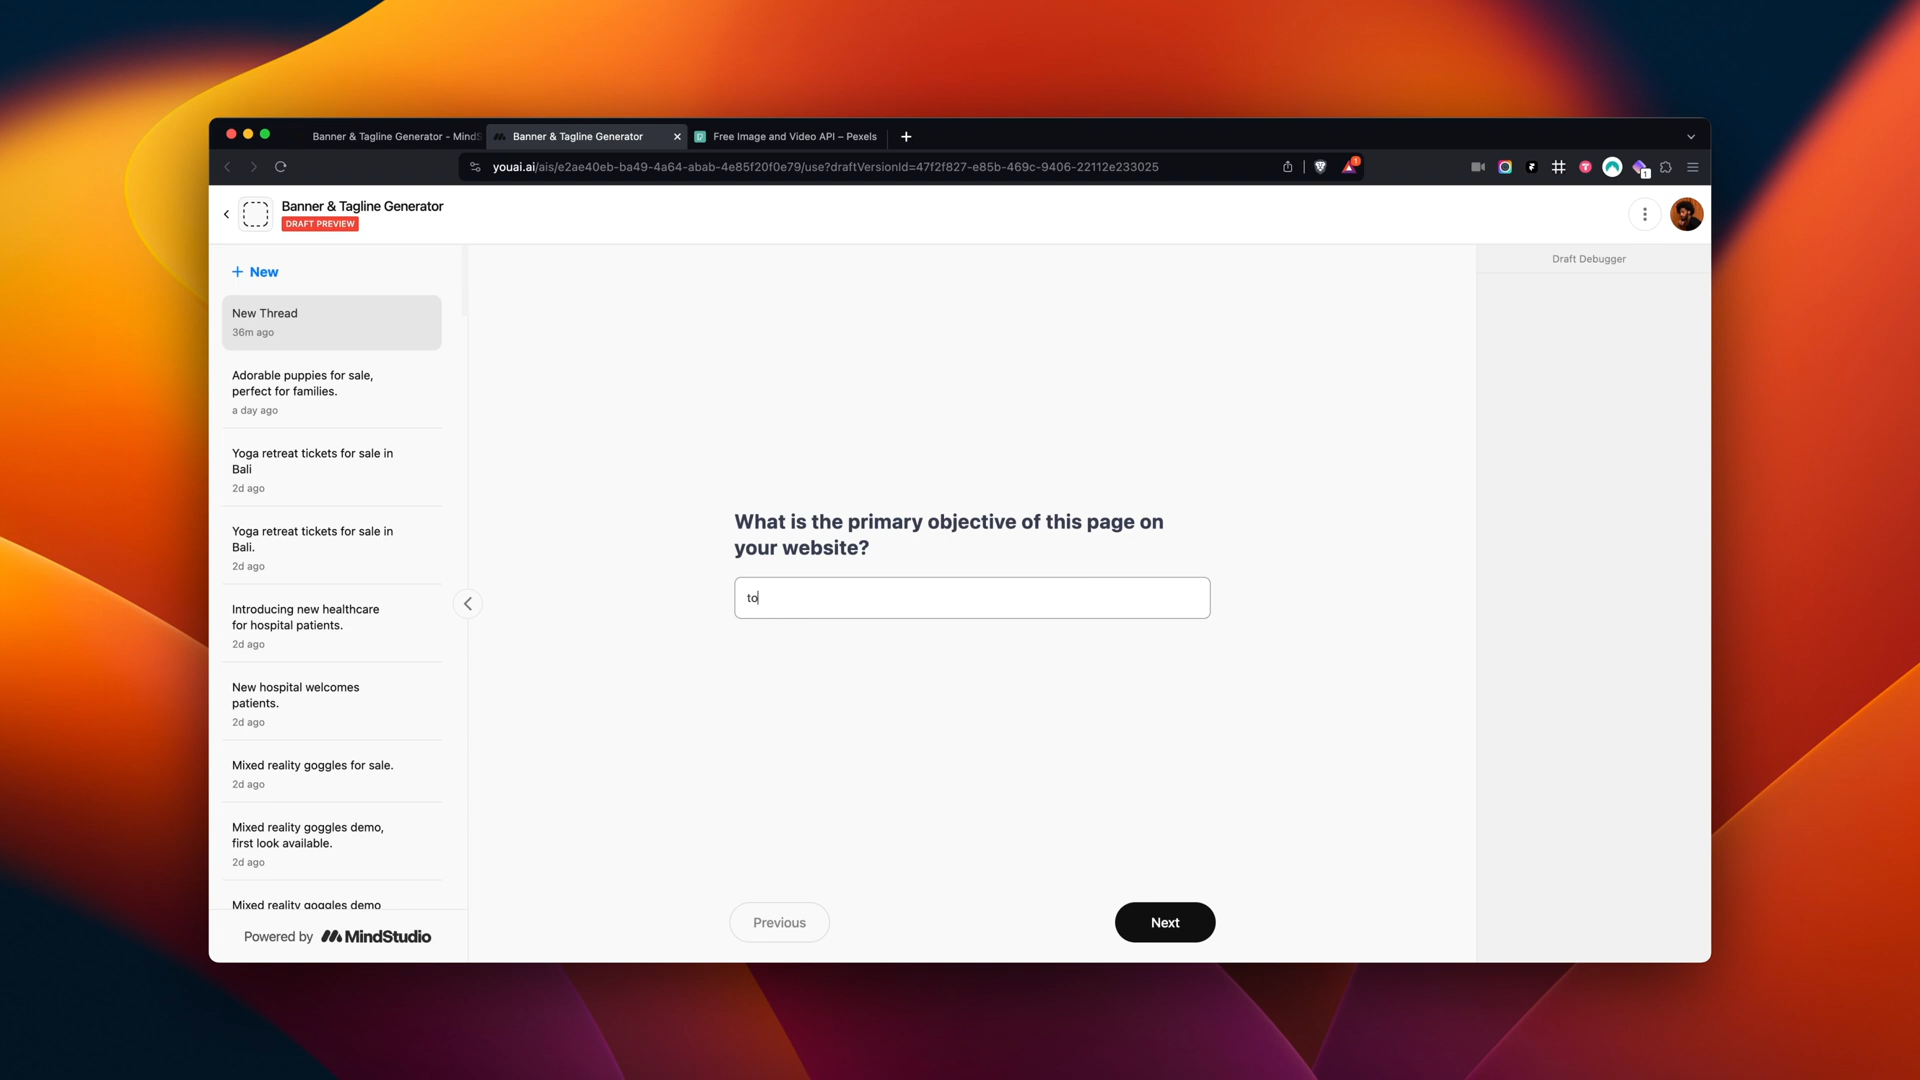 Banner & Tagline Generator - MindS
Banner & Tagline Generator
Free Image and Video API – Pexels
youai.ai/ais/e2ae40eb-ba49-4a64-abab-4e85f20f0e79/use?draftVersionId=47f2f827-e85b-469c-9406-22112e233025
1
1
Banner & Tagline Generator
DRAFT PREVIEW
+ New
Draft Debugger
New Thread
36m ago
Adorable puppies for sale,
perfect for families.
a day ago
Yoga retreat tickets for sale in
Bali
2d ago
Yoga retreat tickets for sale in
Bali.
2d ago
Introducing new healthcare
for hospital patients.
2d ago
New hospital welcomes
patients.
2d ago
Mixed reality goggles for sale.
2d ago
Mixed reality goggles demo,
first look available.
2d ago
Mixed reality goggles demo
Powered by MindStudio
What is the primary objective of this page on
your website?
to
Previous
Next